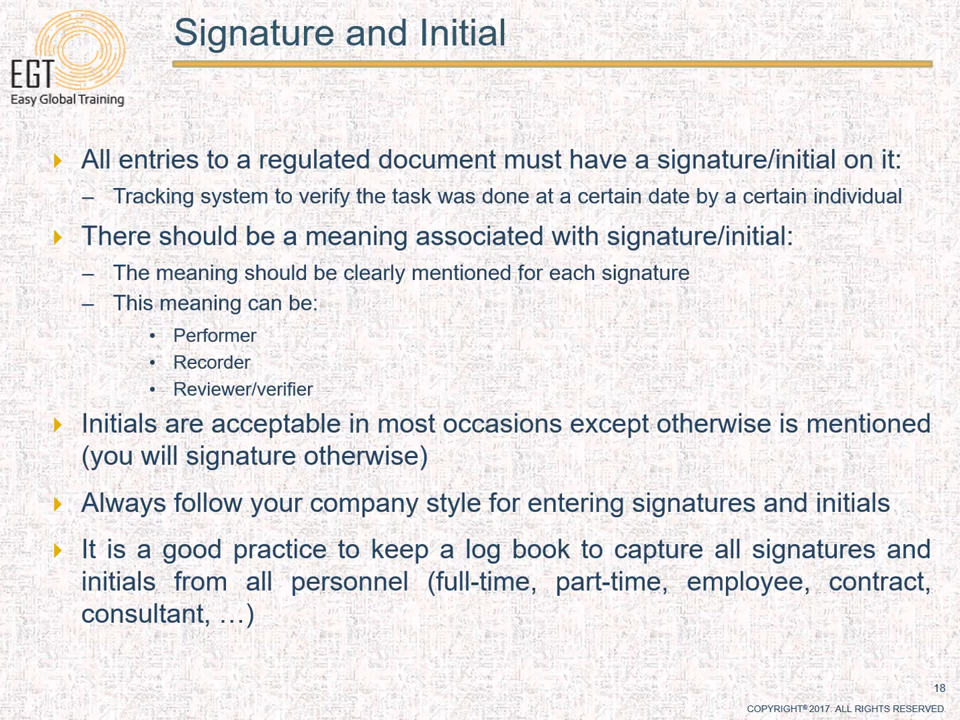 Signature and Initial
EGT
Easy Global Training
All entries to a regulated document must have a signature/initial on it:
– Tracking system to verify the task was done at a certain date by a certain individual
There should be a meaning associated with signature/initial:
– The meaning should be clearly mentioned for each signature
– This meaning can be:
• Performer
• Recorder
• Reviewer/verifier
Initials are acceptable in most occasions except otherwise is mentioned
(you will signature otherwise)
Always follow your company style for entering signatures and initials
It is a good practice to keep a log book to capture all signatures and
initials from all personnel (full-time, part-time, employee, contract,
consultant, …)
18
COPYRIGHT® 2017. ALL RIGHTS RESERVED.